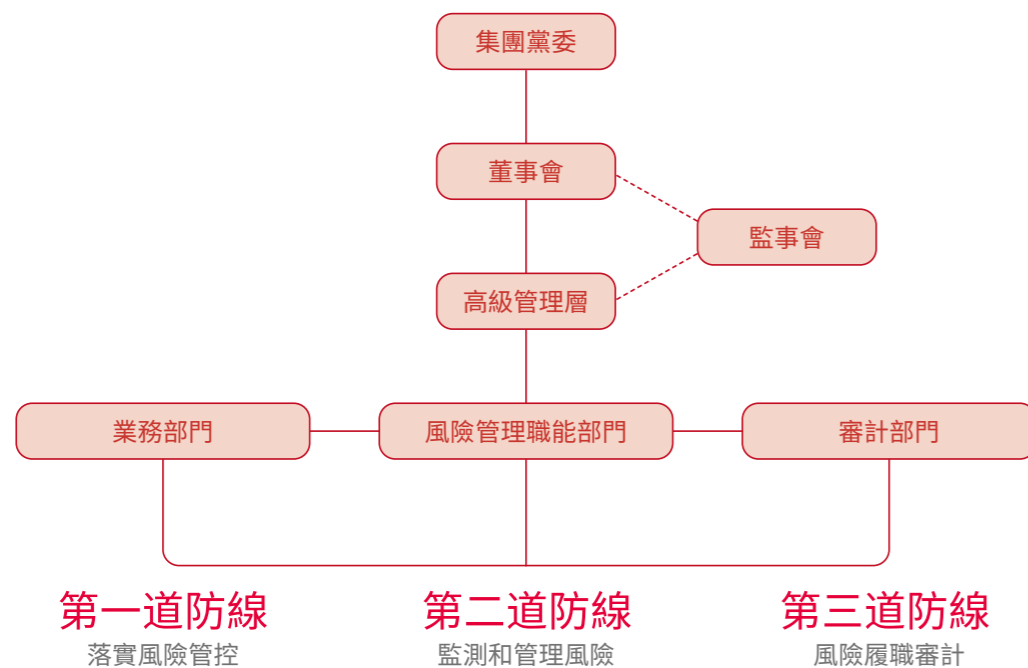 集團黨委
董事會
監事會
高級管理層
業務部門
風險管理職能部門
審計部門
第一道防線
落實風險管控
第二道防線
監測和管理風險
第三道防線
風險履職審計